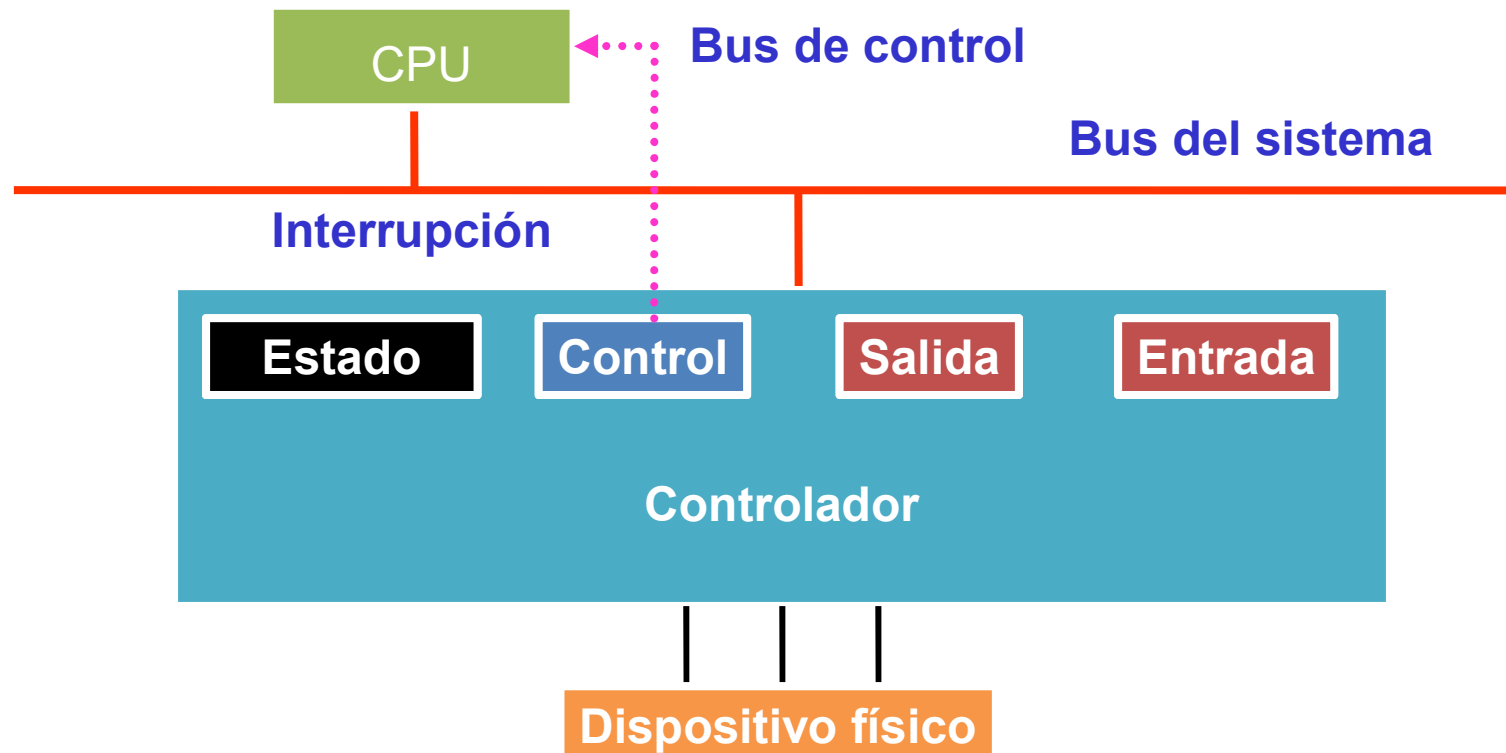 CPU
Bus de control
Bus del sistema
Interrupción
Estado
Control
Salida
Entrada
Controlador
Dispositivo físico